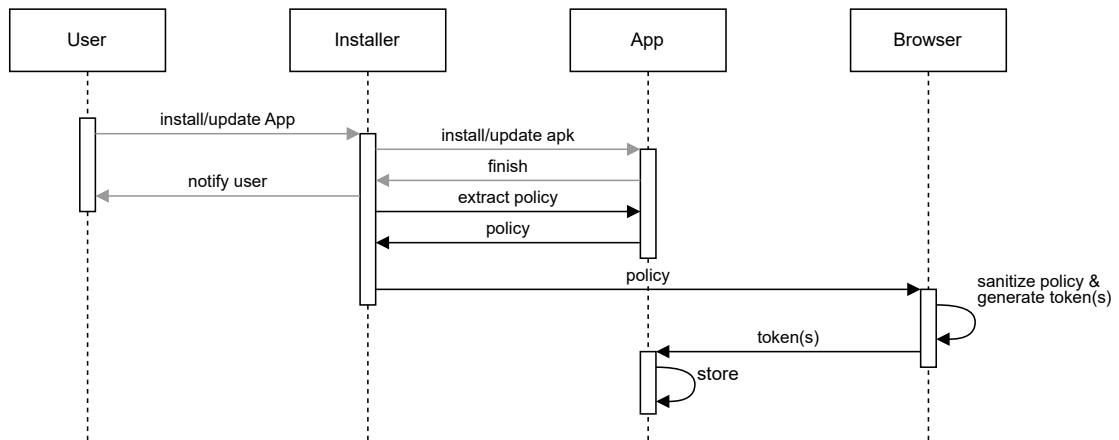 User
Installer
App
Browser
install/update App
install/update apk
finish
notify user
extract policy
policy
policy
sanitize policy &
generate token(s)
token(s)
store